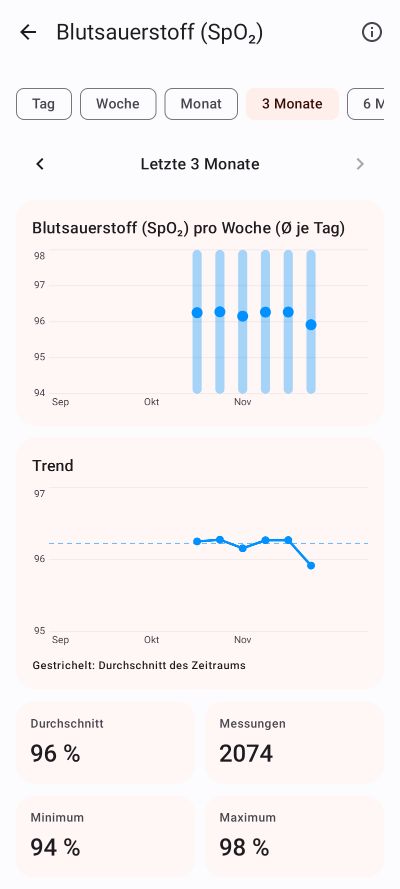 Blutsauerstoff (SpO₂)
Tag
Woche
Monat
3 Monate
6 M
Letzte 3 Monate
Blutsauerstoff (SpO₂) pro Woche (Ø je Tag)
98
97
96
95
94
Sep
Okt
Nov
Trend
97
96
95
Sep
Okt
Nov
Gestrichelt: Durchschnitt des Zeitraums
Durchschnitt
96 %
Messungen
2074
Minimum
94 %
Maximum
98 %